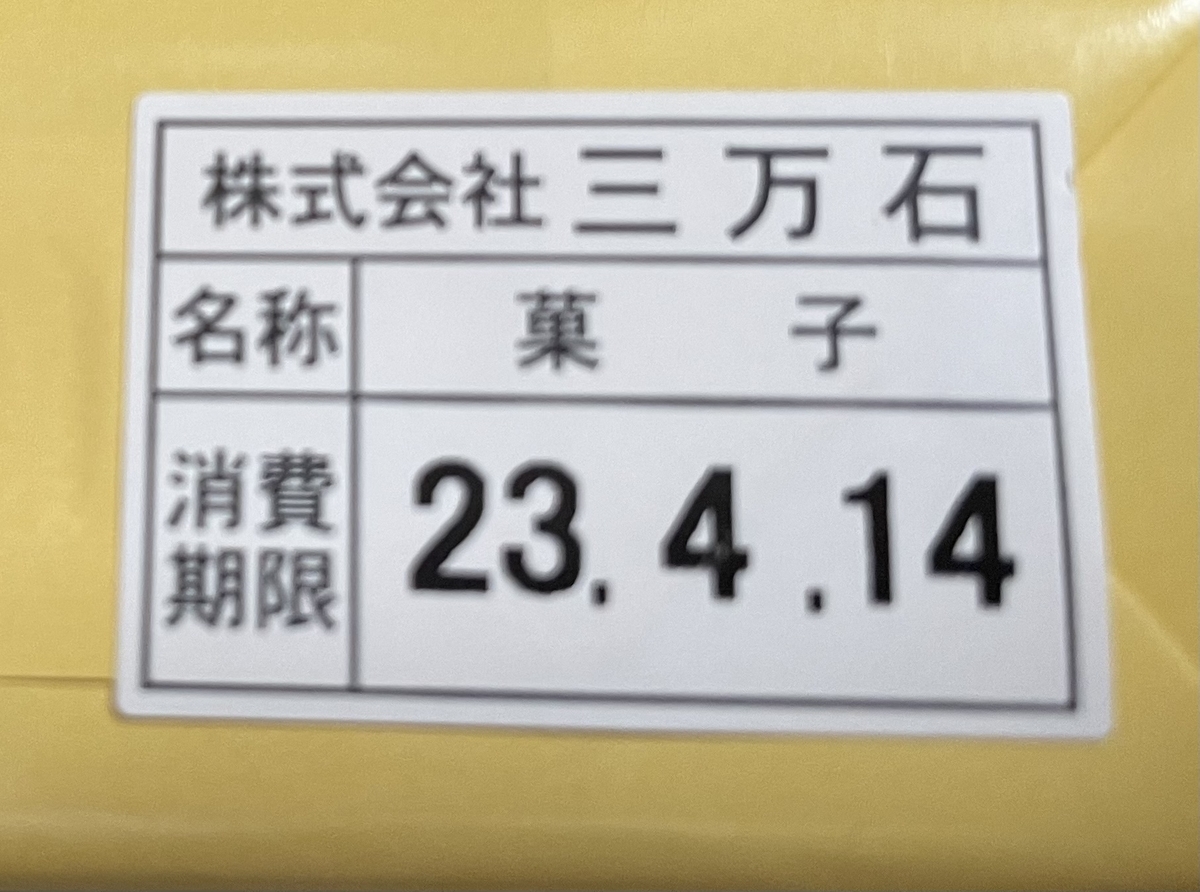 株式会社三万石
名称 菓子
消費期限 23.4.14